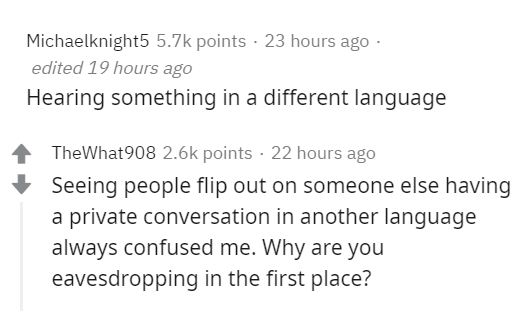 Michaelknight5 5.7k points · 23 hours ago ·
edited 19 hours ago
Hearing something in a different language
TheWhat908 2.6k points · 22 hours ago
Seeing people flip out on someone else having
a private conversation in another language
always confused me. Why are you
eavesdropping in the first place?